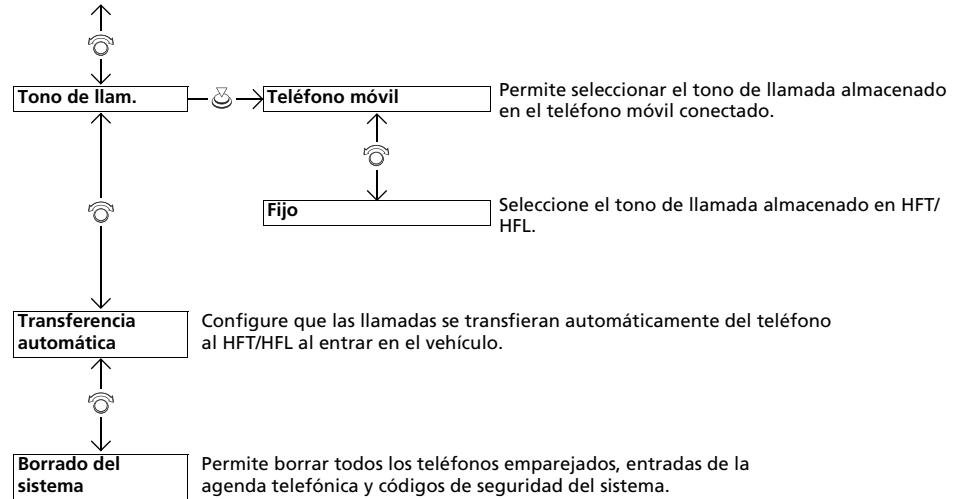 Tono de llam.
Teléfono móvil
Permite seleccionar el tono de llamada almacenado
en el teléfono móvil conectado.
Fijo
Seleccione el tono de llamada almacenado en HFT/
HFL.
Transferencia
automática
Configure que las llamadas se transfieran automáticamente del teléfono
al HFT/HFL al entrar en el vehículo.
Borrado del
sistema
Permite borrar todos los teléfonos emparejados, entradas de la
agenda telefónica y códigos de seguridad del sistema.